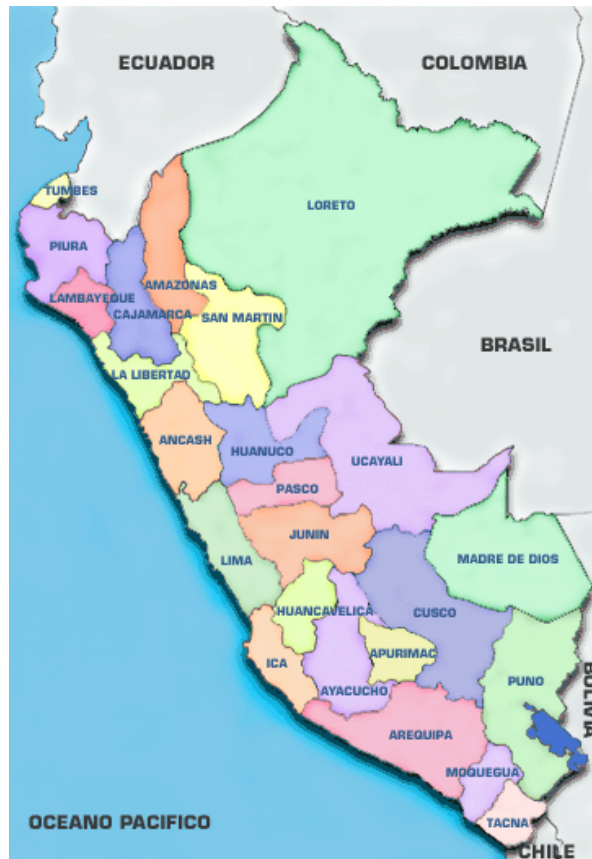 ECUADOR
COLOMBIA
TUMBES
LORETO
PIURA
AMAZONAS
LAMBAYEQUE
CAJAMARCA
SAN MARTIN
BRASIL
LA LIBERTAD
ANCASH
HUANUCO
UCAYALI
PASCO
JUNIN
LIMA
MADRE DE DIOS
HUANCAVELICA
CUSCO
APURIMAC
ICA
PUNO
BOLIVIA
AYACUCHO
AREQUIPA
MOQUEGUA
OCEANO PACIFICO
TACNA
CHILE